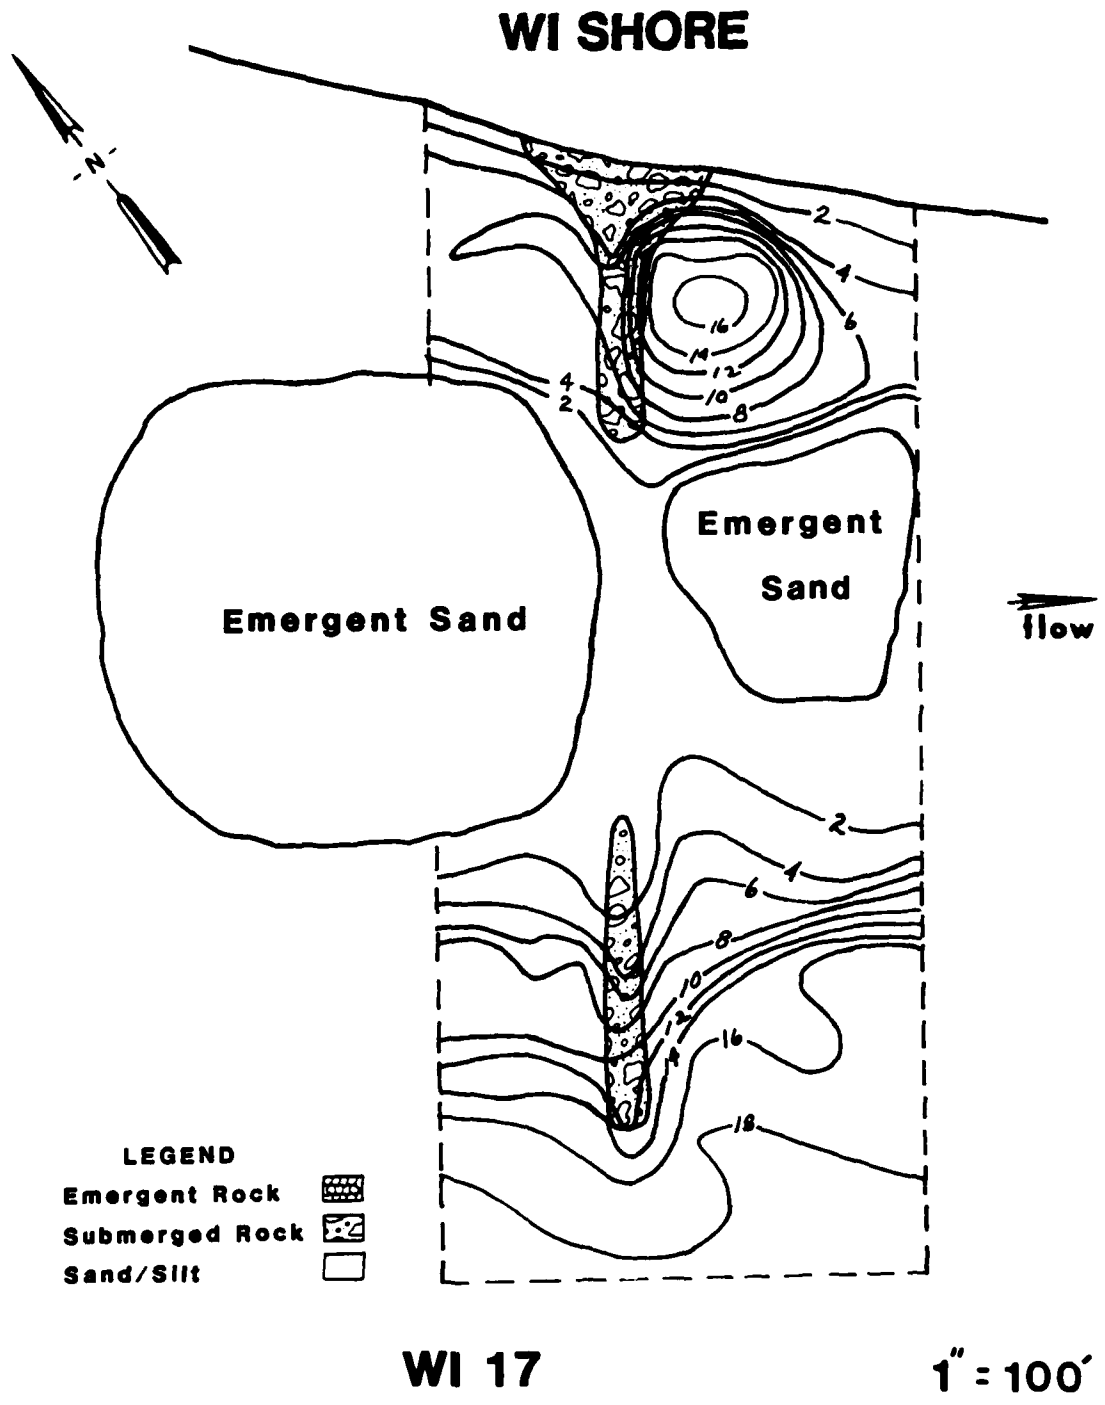 WI SHORE
N
2
4
6
16
14
12
10
8
4
2
Emergent
Sand
Emergent Sand
flow
2
4
6
8
10
12
14
16
18
LEGEND
Emergent Rock
Submerged Rock
Sand/Silt
WI 17
1" = 100'